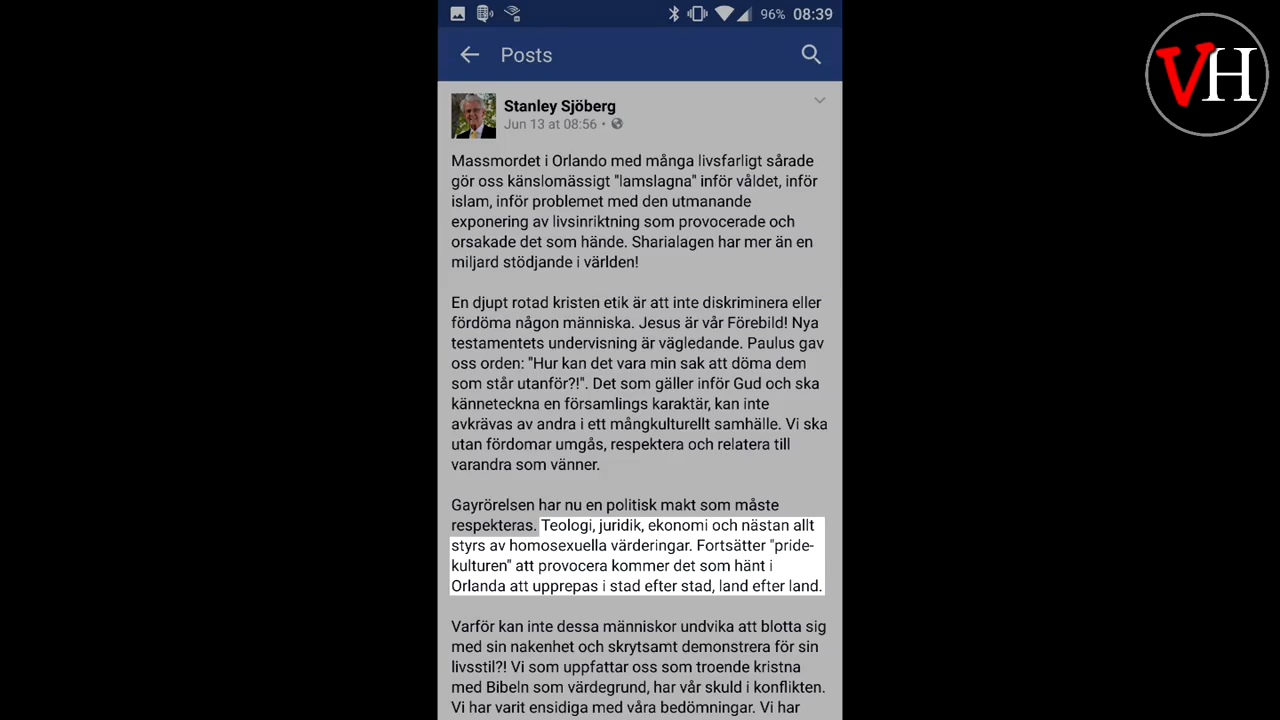 96% 08:39
Posts
VH
Stanley Sjöberg
Jun 13 at 08:56 •
Massmordet i Orlando med många livsfarligt sårade
gör oss känslomässigt "lamslagna" inför våldet, inför
islam, inför problemet med den utmanande
exponering av livsinriktning som provocerade och
orsakade det som hände. Sharialagen har mer än en
miljard stödjande i världen!
En djupt rotad kristen etik är att inte diskriminera eller
fördöma någon människa. Jesus är vår Förebild! Nya
testamentets undervisning är vägledande. Paulus gav
oss orden: "Hur kan det vara min sak att döma dem
som står utanför?!". Det som gäller inför Gud och ska
känneteckna en församlings karaktär, kan inte
avkrävas av andra i ett mångkulturellt samhälle. Vi ska
utan fördomar umgås, respektera och relatera till
varandra som vänner.
Gayrörelsen har nu en politisk makt som måste
respekteras. Teologi, juridik, ekonomi och nästan allt
styrs av homosexuella värderingar. Fortsätter "pride-
kulturen" att provocera kommer det som hänt i
Orlanda att upprepas i stad efter stad, land efter land.
Varför kan inte dessa människor undvika att blotta sig
med sin nakenhet och skrytsamt demonstrera för sin
livsstil?! Vi som uppfattar oss som troende kristna
med Bibeln som värdegrund, har vår skuld i konflikten.
Vi har varit ensidiga med våra bedömningar. Vi har